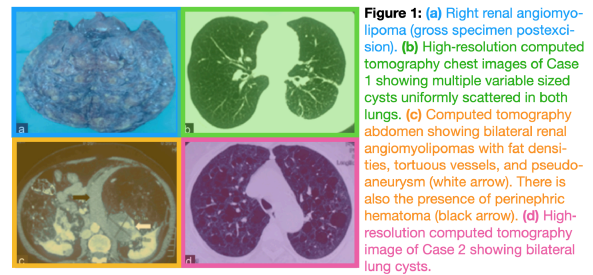 Figure 1: (a) Right renal angiomyo-
lipoma (gross specimen postexci-
sion). (b) High-resolution computed
tomography chest images of Case
1 showing multiple variable sized
cysts uniformly scattered in both
lungs. (c) Computed tomography
abdomen showing bilateral renal
angiomyolipomas with fat densi-
ties, tortuous vessels, and pseudo-
aneurysm (white arrow). There is
also the presence of perinephric
hematoma (black arrow). (d) High-
resolution computed tomography
image of Case 2 showing bilateral
lung cysts.
a
b
c
d